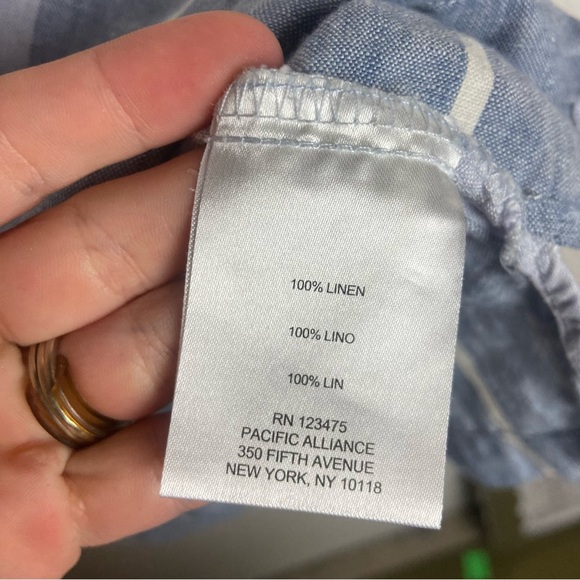 100% LINEN
100% LINO
100% LIN
RN 123475
PACIFIC ALLIANCE
350 FIFTH AVENUE
NEW YORK, NY 10118